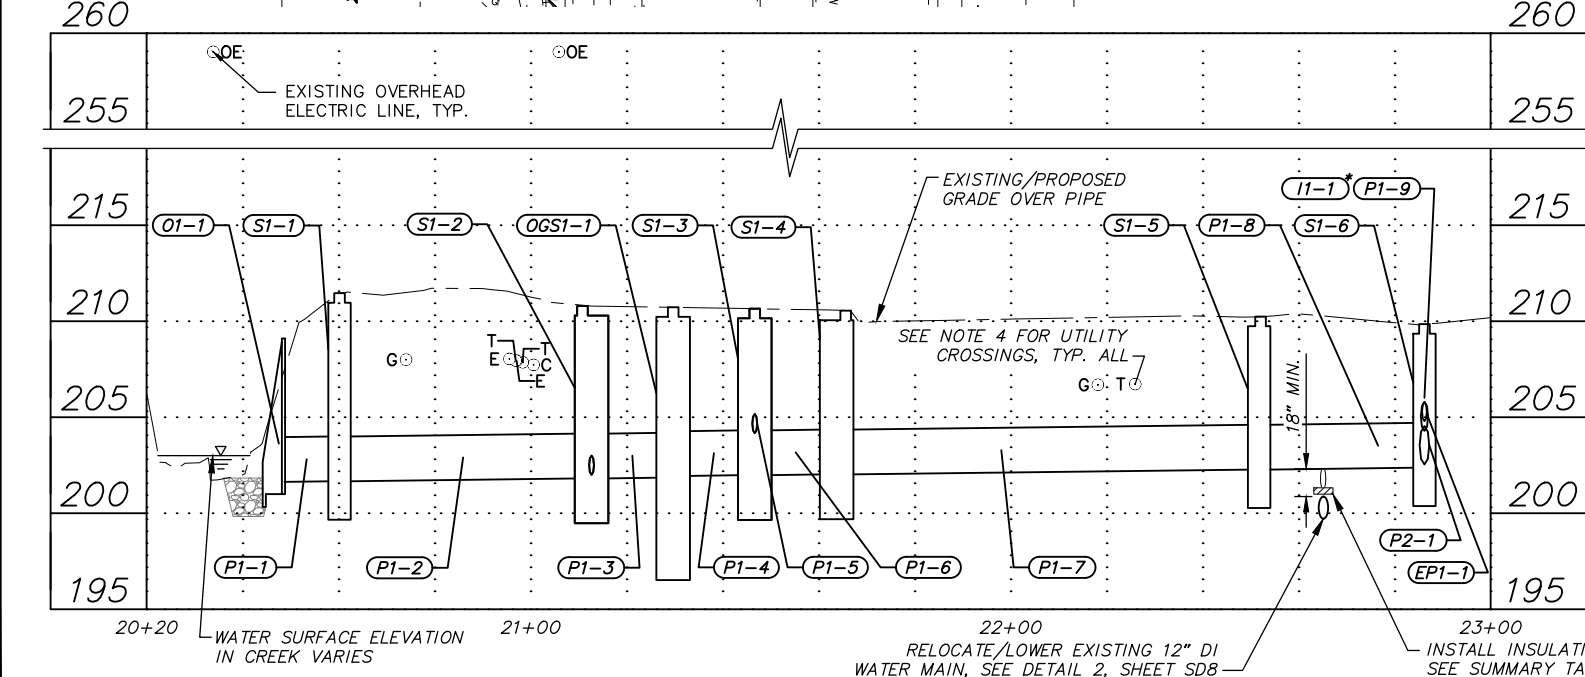 260
260
OE
OE
EXISTING OVERHEAD
ELECTRIC LINE, TYP.
255
255
EXISTING/PROPOSED
GRADE OVER PIPE
I1-1*
P1-9
215
215
O1-1
S1-1
S1-2
OGS1-1
S1-3
S1-4
S1-5
P1-8
S1-6
210
210
SEE NOTE 4 FOR UTILITY
CROSSINGS, TYP. ALL
G
T
E
T
C
E
G
T
18" MIN.
205
205
200
200
P1-1
P1-2
P1-3
P1-4
P1-5
P1-6
P1-7
P2-1
EP1-1
195
195
20+20
21+00
22+00
23+00
WATER SURFACE ELEVATION
IN CREEK VARIES
RELOCATE/LOWER EXISTING 12" DI
WATER MAIN, SEE DETAIL 2, SHEET SD8
INSTALL INSULATI
SEE SUMMARY TA